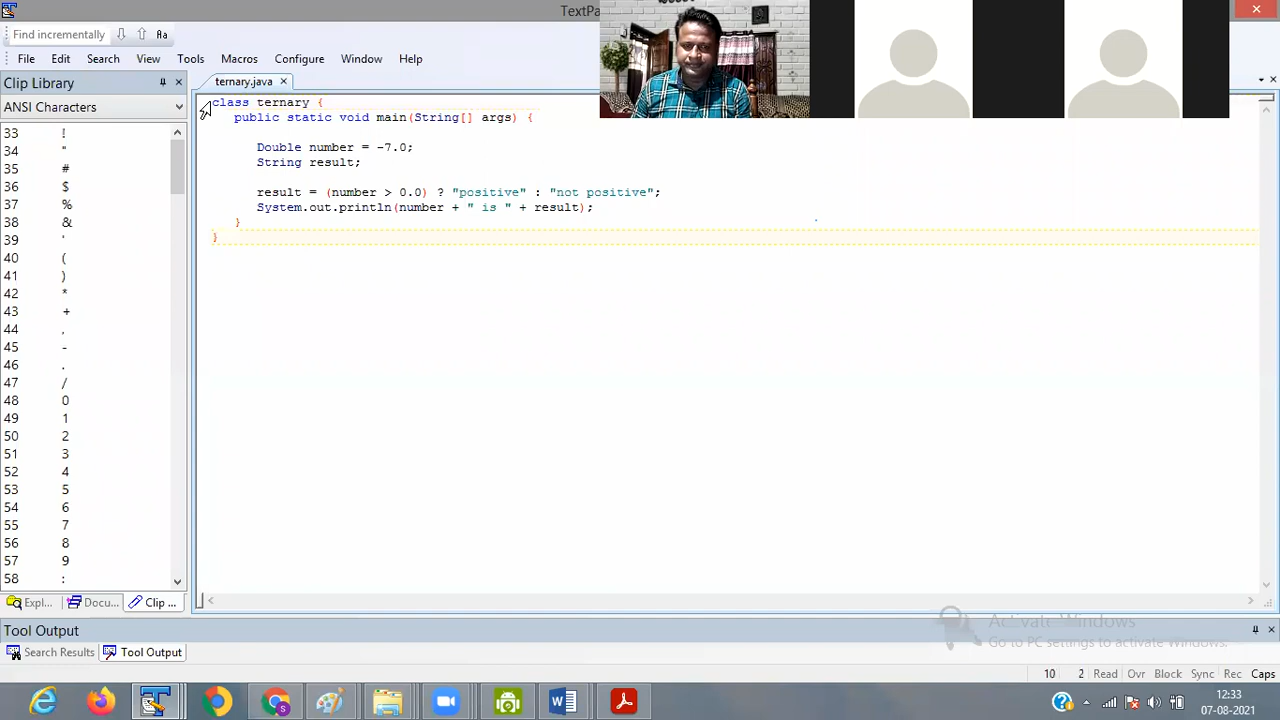 TextPa
Find incrementally
Aa
Edit Search View Tools Macros Configure Window Help
Clip Library
ternary.java
ANSI Characters
33 !
34 "
35 #
36 $
37 %
38 &
39 '
40 (
41 )
42 *
43 +
44 ,
45 -
46 .
47 /
48 0
49 1
50 2
51 3
52 4
53 5
54 6
55 7
56 8
57 9
58 :
class ternary {
public static void main(String[] args) {
Double number = -7.0;
String result;
result = (number > 0.0) ? "positive" : "not positive";
System.out.println(number + " is " + result);
}
}
Expl... Docu... Clip ...
Activate Windows
Go to PC settings to activate Windows.
Tool Output
Search Results Tool Output
10 2 Read Ovr Block Sync Rec Caps
12:33
07-08-2021